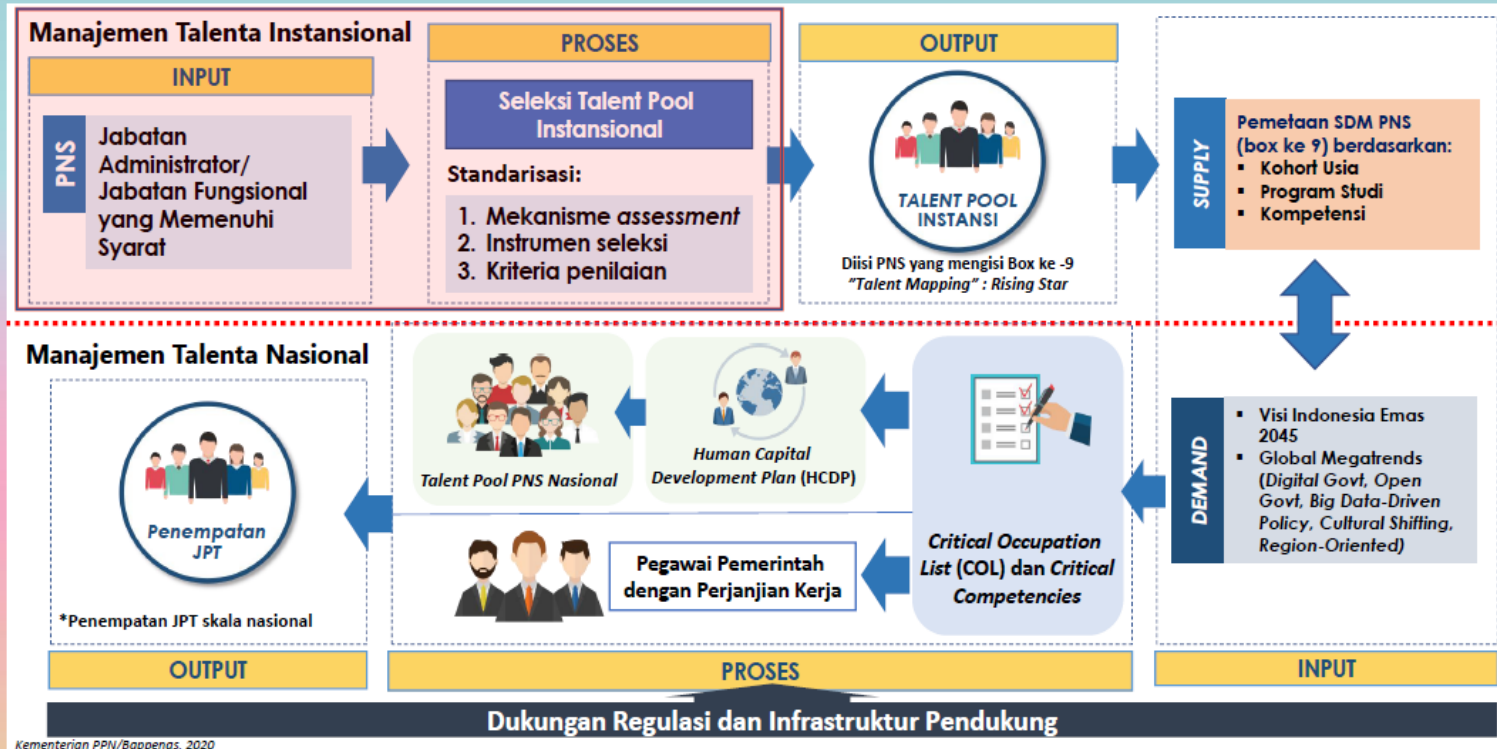 Manajemen Talenta Instansional
INPUT
PNS
Jabatan
Administrator/
Jabatan Fungsional
yang Memenuhi
Syarat
PROSES
Seleksi Talent Pool
Instansional
Standarisasi:
1. Mekanisme assessment
2. Instrumen seleksi
3. Kriteria penilaian
OUTPUT
TALENT POOL
INSTANSI
Diisi PNS yang mengisi Box ke -9
"Talent Mapping" : Rising Star
SUPPLY
Pemetaan SDM PNS
(box ke 9) berdasarkan:
▪ Kohort Usia
▪ Program Studi
▪ Kompetensi
Manajemen Talenta Nasional
Penempatan
JPT
*Penempatan JPT skala nasional
OUTPUT
Talent Pool PNS Nasional
Human Capital
Development Plan (HCDP)
Pegawai Pemerintah
dengan Perjanjian Kerja
Critical Occupation
List (COL) dan Critical
Competencies
PROSES
DEMAND
▪ Visi Indonesia Emas
2045
▪ Global Megatrends
(Digital Govt, Open
Govt, Big Data-Driven
Policy, Cultural Shifting,
Region-Oriented)
INPUT
Dukungan Regulasi dan Infrastruktur Pendukung
Kementerian PPN/Bappenas, 2020